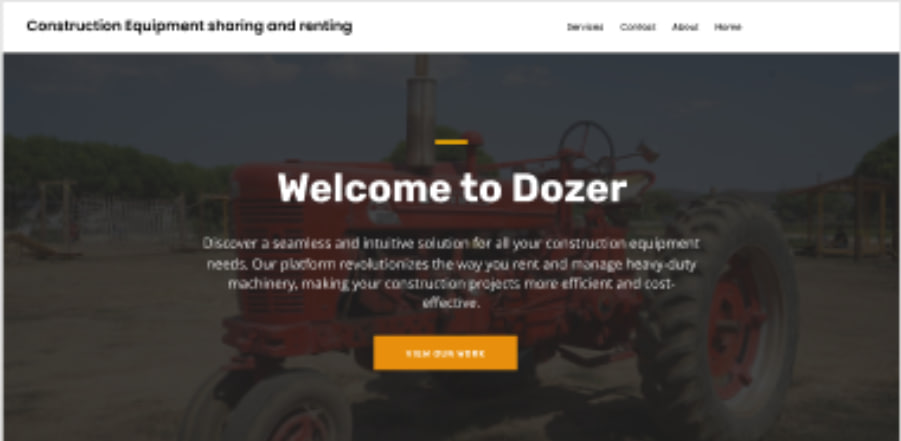 Construction Equipment sharing and renting
Services Contact About Home
Welcome to Dozer
Discover a seamless and intuitive solution for all your construction equipment
needs. Our platform revolutionizes the way you rent and manage heavy-duty
machinery, making your construction projects more efficient and cost-
effective.
VIEW OUR WORK